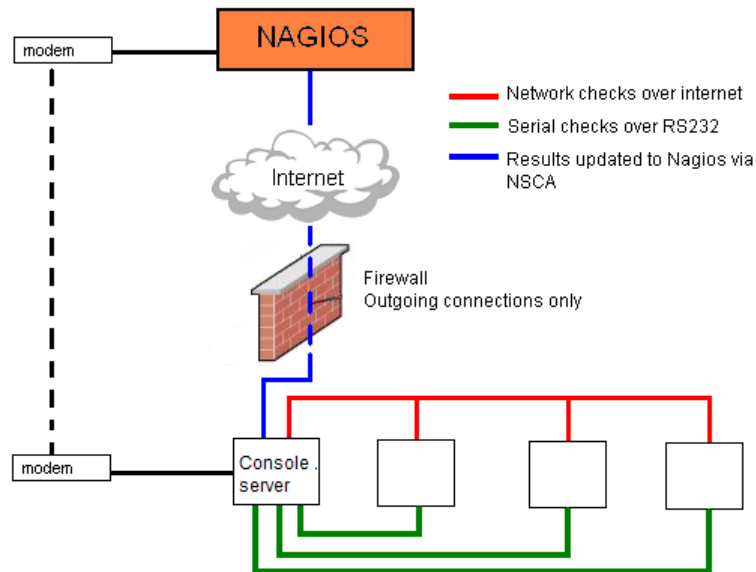 NAGIOS
modem
Network checks over internet
Serial checks over RS232
Results updated to Nagios via
NSCA
Internet
Firewall
Outgoing connections only
modem
Console .
server